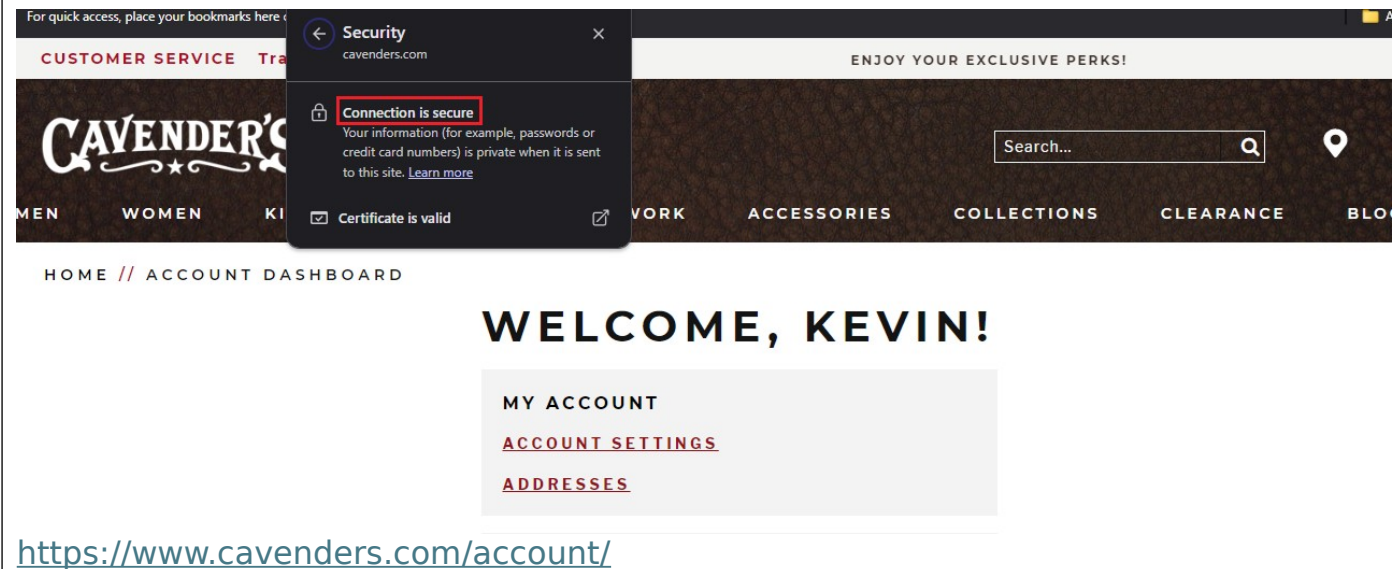 For quick access, place your bookmarks here
Security
cavenders.com
CUSTOMER SERVICE
ENJOY YOUR EXCLUSIVE PERKS!
Connection is secure
Your information (for example, passwords or
credit card numbers) is private when it is sent
to this site. Learn more
CAVENDER'S
Search...
Certificate is valid
MEN WOMEN ACCESSORIES COLLECTIONS CLEARANCE
HOME // ACCOUNT DASHBOARD
WELCOME, KEVIN!
MY ACCOUNT
ACCOUNT SETTINGS
ADDRESSES
https://www.cavenders.com/account/